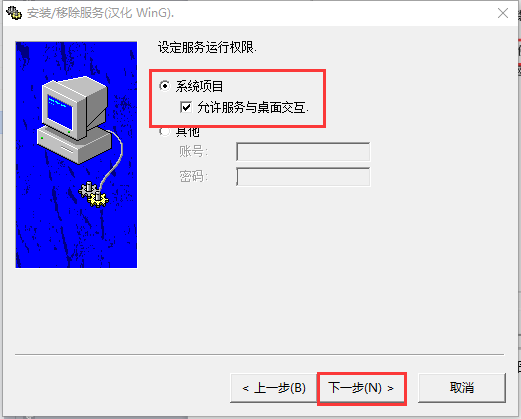 安装/移除服务(汉化 WinG).
设定服务运行权限.
系统项目
允许服务与桌面交互.
其他
账号:
密码:
< 上一步(B)
下一步(N) >
取消